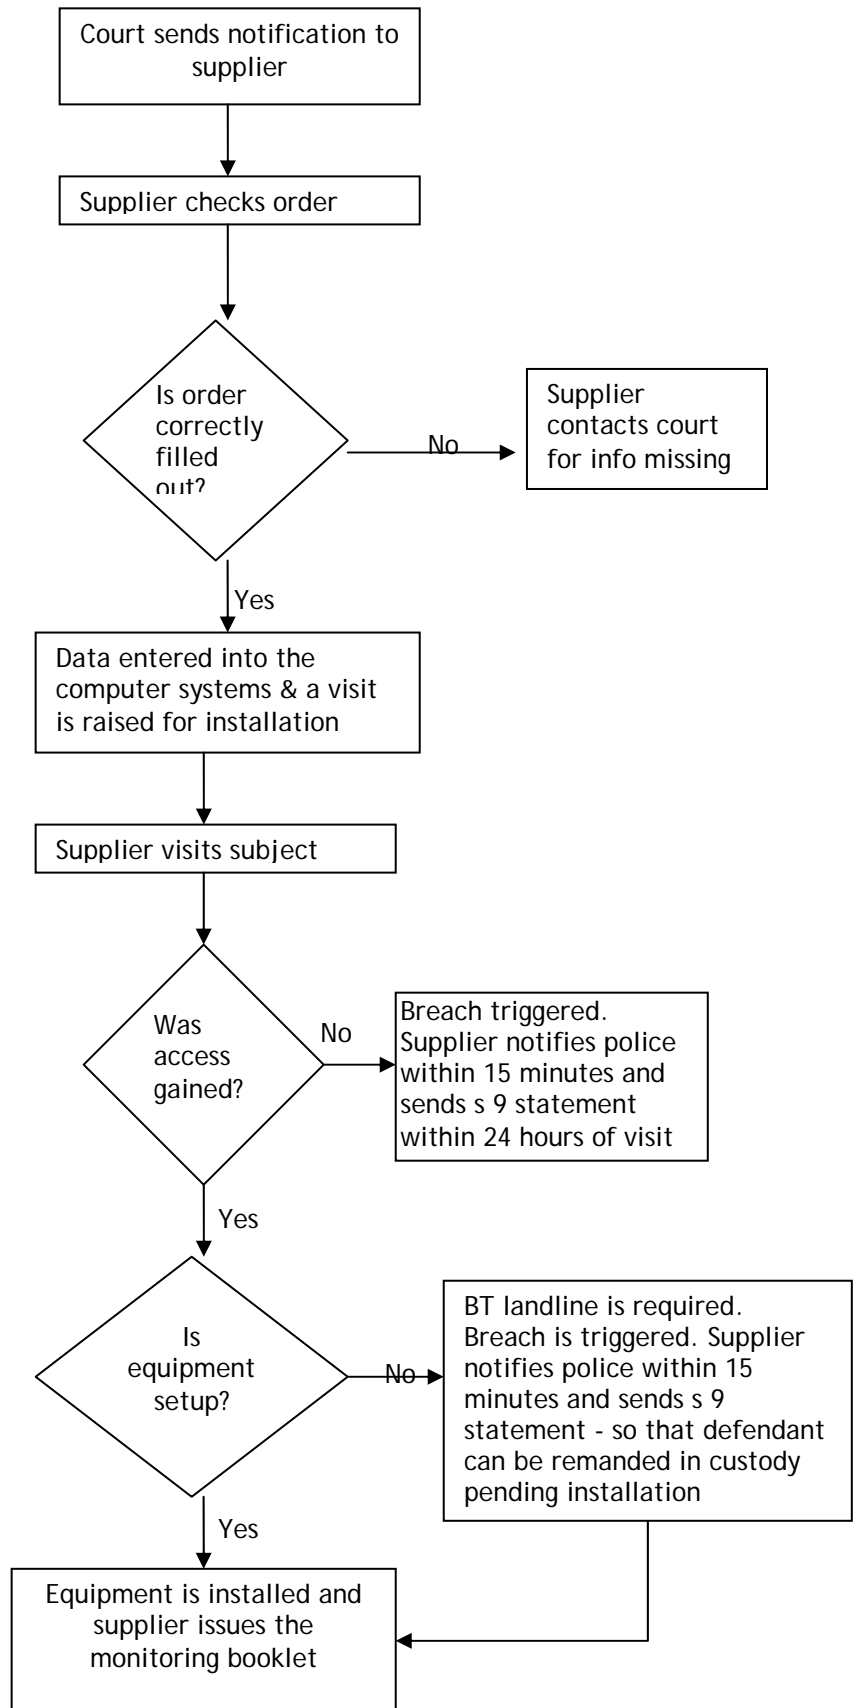 Court sends notification to
supplier
Supplier checks order
Is order
correctly
filled
out?
No
Supplier
contacts court
for info missing
Yes
Data entered into the
computer systems & a visit
is raised for installation
Supplier visits subject
Was
access
gained?
No
Breach triggered.
Supplier notifies police
within 15 minutes and
sends s 9 statement
within 24 hours of visit
Yes
Is
equipment
setup?
No
BT landline is required.
Breach is triggered. Supplier
notifies police within 15
minutes and sends s 9
statement - so that defendant
can be remanded in custody
pending installation
Yes
Equipment is installed and
supplier issues the
monitoring booklet